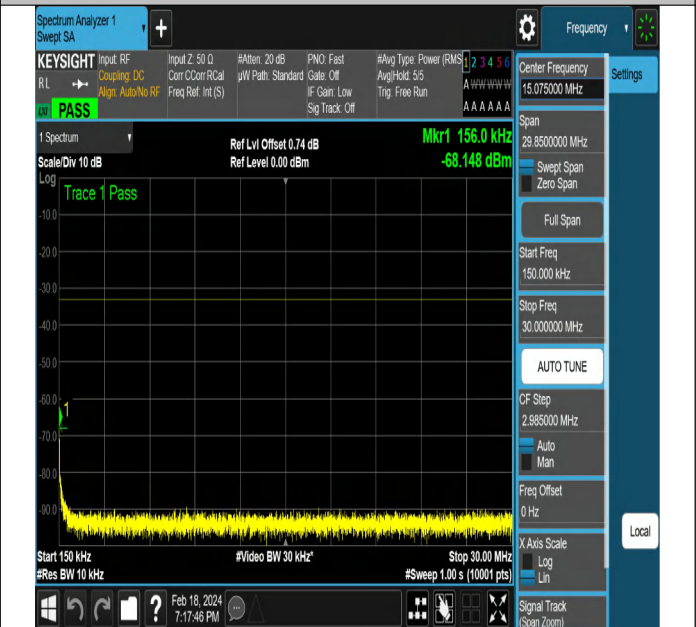 Spectrum Analyzer 1
Swept SA
+
Frequency
KEYSIGHT
Input: RF
Coupling: DC
Align: Auto/No RF
Input Z: 50 Ω
Corr CCorr RCal
Freq Ref: Int (S)
#Atten: 20 dB
µW Path: Standard
PNO: Fast
Gate: Off
IF Gain: Low
Sig Track: Off
#Avg Type: Power (RMS
Avg|Hold: 5/5
Trig: Free Run
1 2 3 4 5 6
A W W W W W
A A A A A A
R L
PASS
1 Spectrum
Scale/Div 10 dB
Ref Lvl Offset 0.74 dB
Ref Level 0.00 dBm
Mkr1 156.0 kHz
-68.148 dBm
Log
Trace 1 Pass
-10.0
-20.0
-30.0
-40.0
-50.0
-60.0
1
-70.0
-80.0
-90.0
Start 150 kHz
#Video BW 30 kHz*
Stop 30.00 MHz
#Res BW 10 kHz
#Sweep 1.00 s (10001 pts)
?
Feb 18, 2024
7:17:46 PM
Center Frequency
15.075000 MHz
Settings
Span
29.8500000 MHz
Swept Span
Zero Span
Full Span
Start Freq
150.000 kHz
Stop Freq
30.000000 MHz
AUTO TUNE
CF Step
2.985000 MHz
Auto
Man
Freq Offset
0 Hz
Local
X Axis Scale
Log
Lin
Signal Track
(Span Zoom)